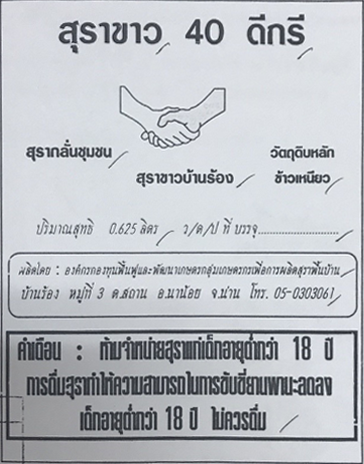 สุราขาว 40 ดีกรี
สุรากลั่นชุมชน
วัตถุดิบหลัก
สุราขาวบ้านร้อง
ข้าวเหนียว
ปริมาณสุทธิ 0.625 ลิตร ว/ด/ป ที่ บรรจุ....................
ผลิตโดย : องค์กรกองทุนฟื้นฟูและพัฒนาเกษตรกลุ่มเกษตรกรเพื่อการผลิตสุราพื้นบ้าน
บ้านร้อง หมู่ที่ 3 ต.สถาน อ.นาน้อย จ.น่าน โทร. 05-0303061
คำเตือน : ห้ามจำหน่ายสุราแก่เด็กอายุต่ำกว่า 18 ปี
การดื่มสุราทำให้ความสามารถในการขับขี่ยานพาหนะลดลง
เด็กอายุต่ำกว่า 18 ปี ไม่ควรดื่ม